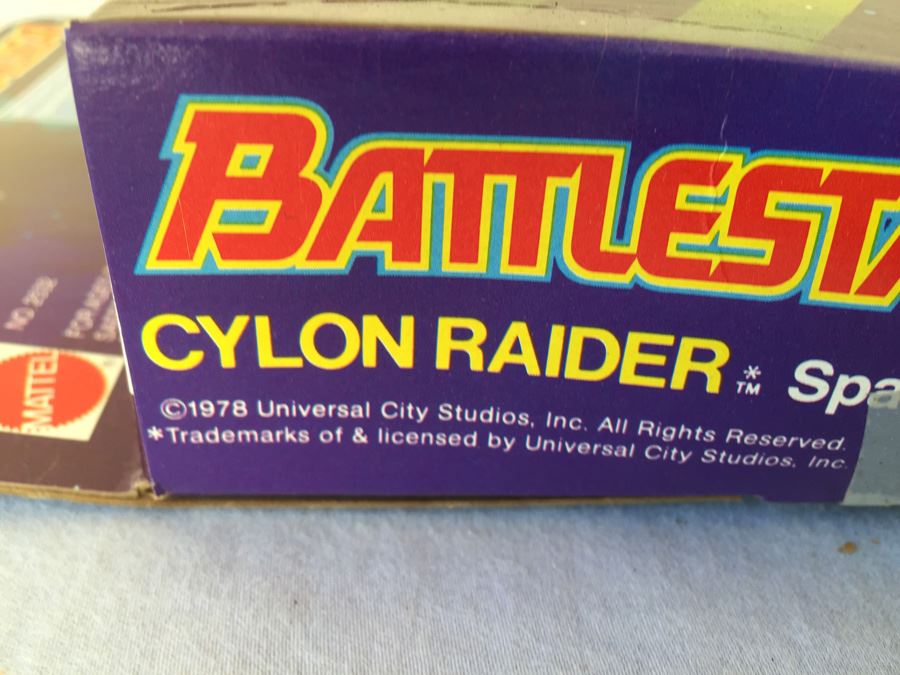 BATTLESTA
CYLON RAIDER*™ Spa
©1978 Universal City Studios, Inc. All Rights Reserved.
*Trademarks of & licensed by Universal City Studios, Inc.
MATTEL